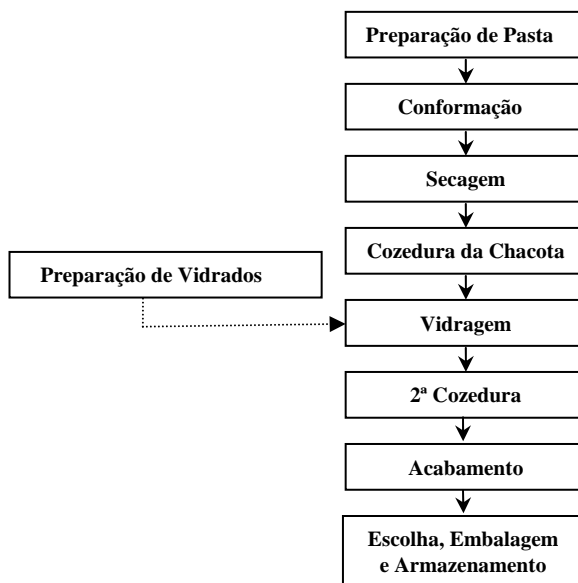 Preparação de Pasta
Conformação
Secagem
Cozedura da Chacota
Preparação de Vidrados
Vidragem
2ª Cozedura
Acabamento
Escolha, Embalagem
e Armazenamento